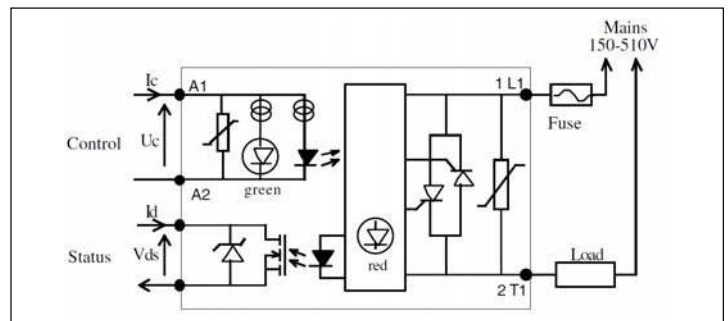 Mains
150-510V
Ic
A1
1 L1
Fuse
Control
Uc
A2
green
Id
Status
Vds
red
Load
2 T1